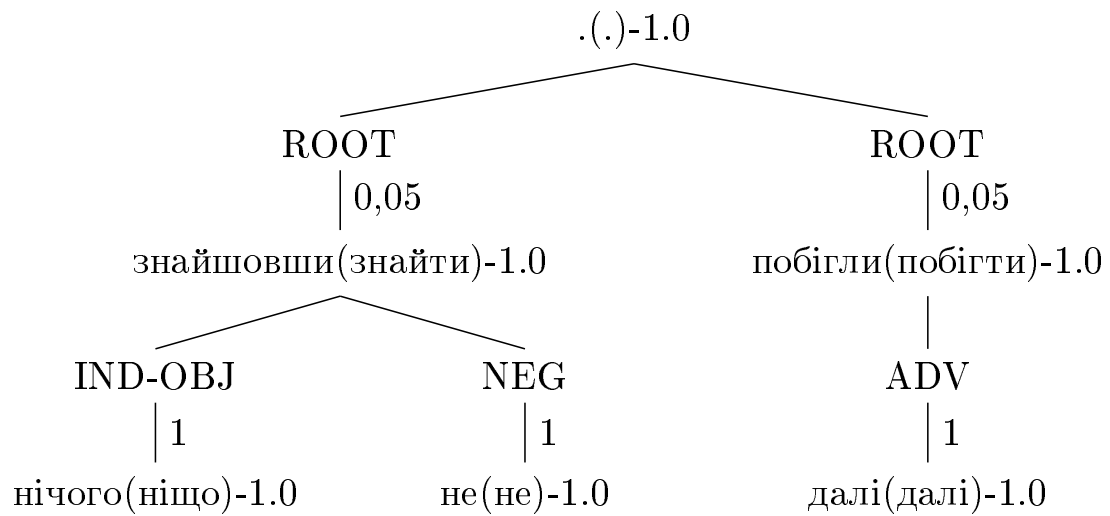 .(.)-1.0
ROOT ROOT
0,05 0,05
знайшовши(знайти)-1.0 побігли(побігти)-1.0
IND-OBJ NEG ADV
1 1 1
нічого(ніщо)-1.0 не(не)-1.0 далі(далі)-1.0